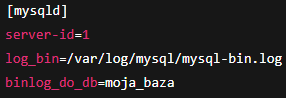 [mysqld]
server-id=1
log_bin=/var/log/mysql/mysql-bin.log
binlog_do_db=moja_baza